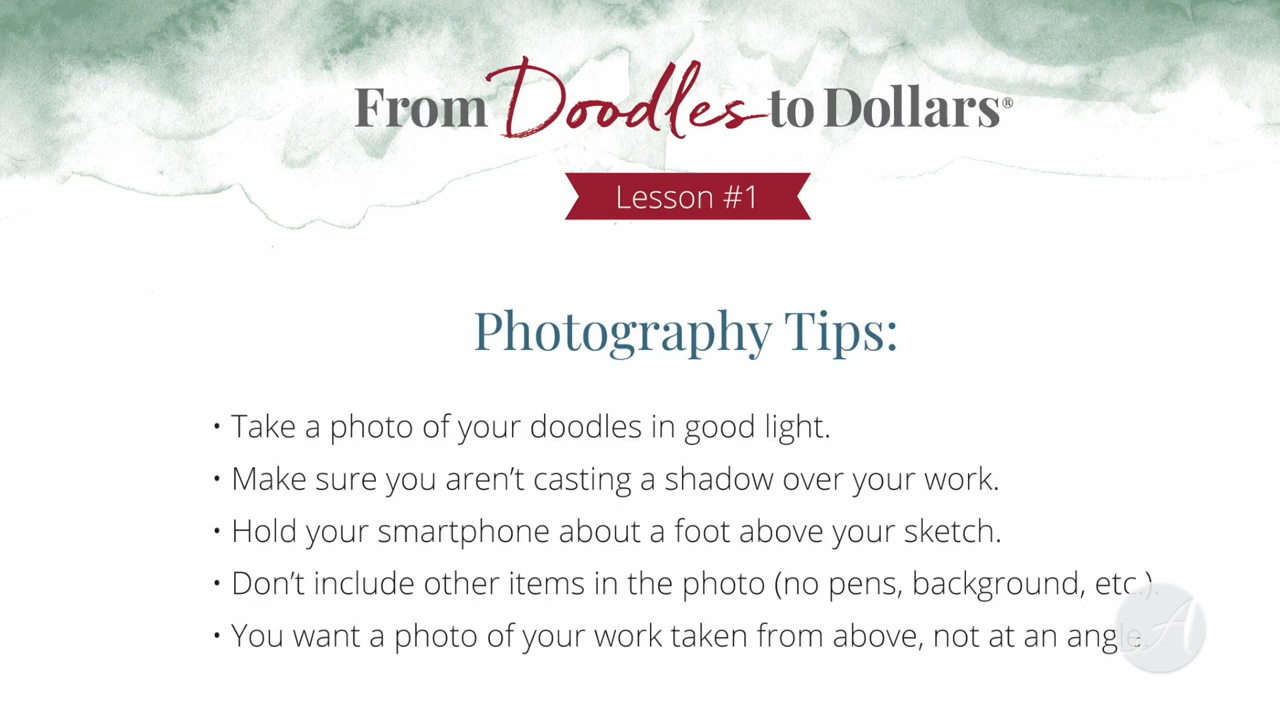 From Doodles to Dollars®
Lesson #1
Photography Tips:
• Take a photo of your doodles in good light.
• Make sure you aren’t casting a shadow over your work.
• Hold your smartphone about a foot above your sketch.
• Don’t include other items in the photo (no pens, background, etc.).
• You want a photo of your work taken from above, not at an angle.
A